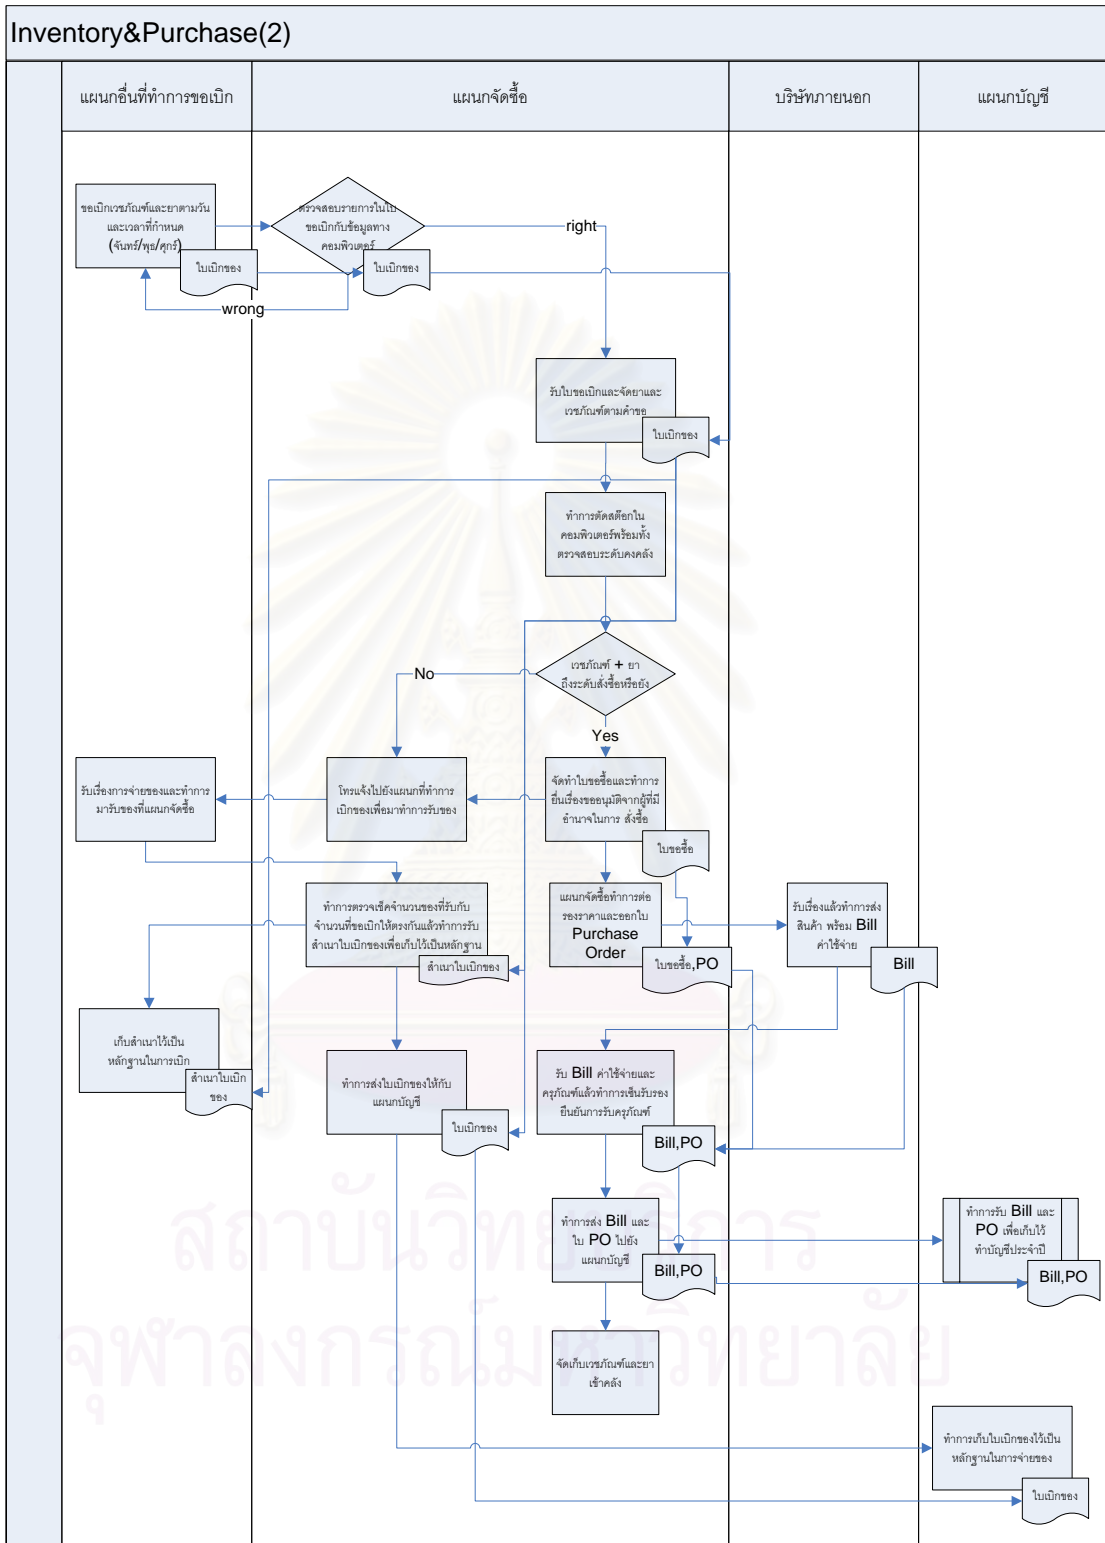 Inventory&Purchase(2)
แผนกอื่นที่ทำการขอเบิก
แผนกจัดซื้อ
บริษัทภายนอก
แผนกบัญชี
ขอเบิกเวชภัณฑ์และยาตามวัน
และเวลาที่กำหนด
(จันทร์/พุธ/ศุกร์)
ใบเบิกของ
ตรวจสอบรายการในใบ
ขอเบิกกับข้อมูลทาง
คอมพิวเตอร์
ใบเบิกของ
right
wrong
รับใบขอเบิกและจัดยาและ
เวชภัณฑ์ตามคำขอ
ใบเบิกของ
ทำการตัดสต๊อกใน
คอมพิวเตอร์พร้อมทั้ง
ตรวจสอบระดับคงคลัง
เวชภัณฑ์ + ยา
ถึงระดับสั่งซื้อหรือยัง
No
Yes
รับเรื่องการจ่ายของและทำการ
มารับของที่แผนกจัดซื้อ
โทรแจ้งไปยังแผนกที่ทำการ
เบิกของเพื่อมาทำการรับของ
จัดทำใบขอซื้อและทำการ
ยื่นเรื่องขออนุมัติจากผู้ที่มี
อำนาจในการ สั่งซื้อ
ใบขอซื้อ
ทำการตรวจเช็คจำนวนของที่รับกับ
จำนวนที่ขอเบิกให้ตรงกันแล้วทำการรับ
สำเนาใบเบิกของเพื่อเก็บไว้เป็นหลักฐาน
สำเนาใบเบิกของ
แผนกจัดซื้อทำการต่อ
รองราคาและออกใบ
Purchase
Order
ใบขอซื้อ,PO
รับเรื่องแล้วทำการส่ง
สินค้า พร้อม Bill
ค่าใช้จ่าย
Bill
เก็บสำเนาไว้เป็น
หลักฐานในการเบิก
สำเนาใบเบิก
ของ
ทำการส่งใบเบิกของให้กับ
แผนกบัญชี
ใบเบิกของ
รับ Bill ค่าใช้จ่ายและ
ครุภัณฑ์แล้วทำการเซ็นรับรอง
ยืนยันการรับครุภัณฑ์
Bill,PO
ทำการส่ง Bill และ
ใบ PO ไปยัง
แผนกบัญชี
Bill,PO
ทำการรับ Bill และ
PO เพื่อเก็บไว้
ทำบัญชีประจำปี
Bill,PO
จัดเก็บเวชภัณฑ์และยา
เข้าคลัง
ทำการเก็บใบเบิกของไว้เป็น
หลักฐานในการจ่ายของ
ใบเบิกของ
สถาบันวิทยบริการ
จุฬาลงกรณ์มหาวิทยาลัย